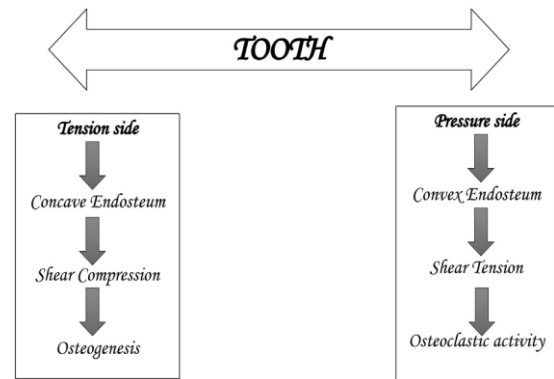 TOOTH
Tension side
Concave Endosteum
Shear Compression
Osteogenesis
Pressure side
Convex Endosteum
Shear Tension
Osteoclastic activity